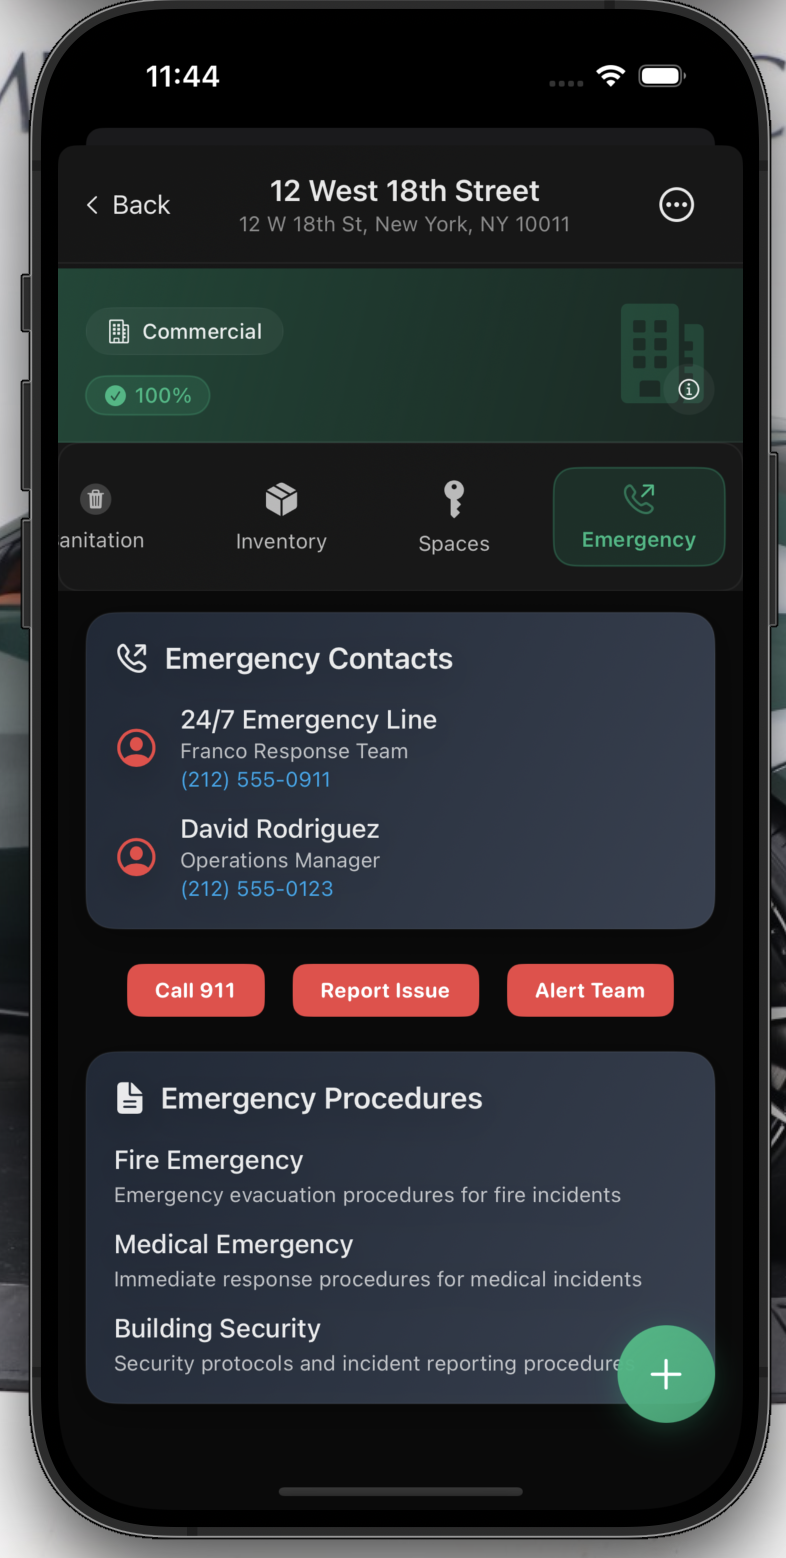 11:44
Back
12 West 18th Street
12 W 18th St, New York, NY 10011
Commercial
100%
anitation
Inventory
Spaces
Emergency
Emergency Contacts
24/7 Emergency Line
Franco Response Team
(212) 555-0911
David Rodriguez
Operations Manager
(212) 555-0123
Call 911
Report Issue
Alert Team
Emergency Procedures
Fire Emergency
Emergency evacuation procedures for fire incidents
Medical Emergency
Immediate response procedures for medical incidents
Building Security
Security protocols and incident reporting procedures